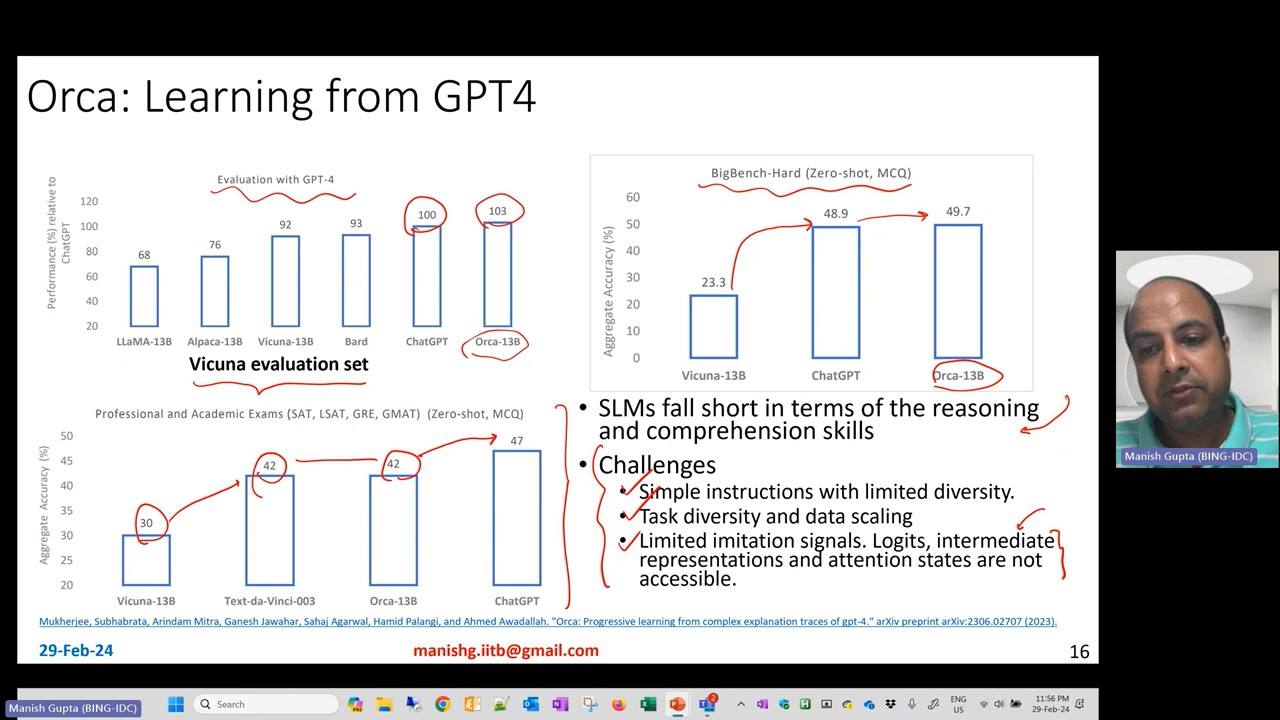 Orca: Learning from GPT4
Evaluation with GPT-4
Performance (%) relative to
ChatGPT
120
100
80
60
40
20
68
76
92
93
100
103
LLaMA-13B
Alpaca-13B
Vicuna-13B
Bard
ChatGPT
Orca-13B
Vicuna evaluation set
BigBench-Hard (Zero-shot, MCQ)
Aggregate Accuracy (%)
60
50
40
30
20
10
0
23.3
48.9
49.7
Vicuna-13B
ChatGPT
Orca-13B
Professional and Academic Exams (SAT, LSAT, GRE, GMAT) (Zero-shot, MCQ)
Aggregate Accuracy (%)
50
45
40
35
30
25
20
30
42
42
47
Vicuna-13B
Text-da-Vinci-003
Orca-13B
ChatGPT
• SLMs fall short in terms of the reasoning
and comprehension skills
• Challenges
• Simple instructions with limited diversity.
• Task diversity and data scaling
• Limited imitation signals. Logits, intermediate
representations and attention states are not
accessible.
Mukherjee, Subhabrata, Arindam Mitra, Ganesh Jawahar, Sahaj Agarwal, Hamid Palangi, and Ahmed Awadallah. "Orca: Progressive learning from complex explanation traces of gpt-4." arXiv preprint arXiv:2306.02707 (2023).
29-Feb-24
manishg.iitb@gmail.com
16
Manish Gupta (BING-IDC)
Manish Gupta (BING-IDC)
Search
2
ENG
US
11:56 PM
29-Feb-24